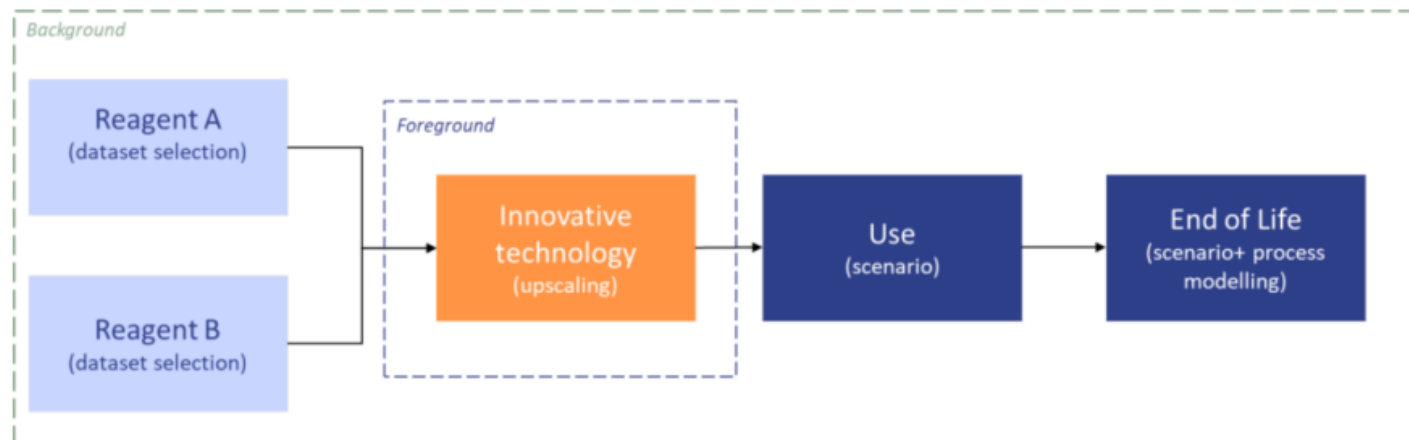 Background
Reagent A
(dataset selection)
Foreground
Innovative
technology
(upscaling)
Use
(scenario)
End of Life
(scenario+ process
modelling)
Reagent B
(dataset selection)